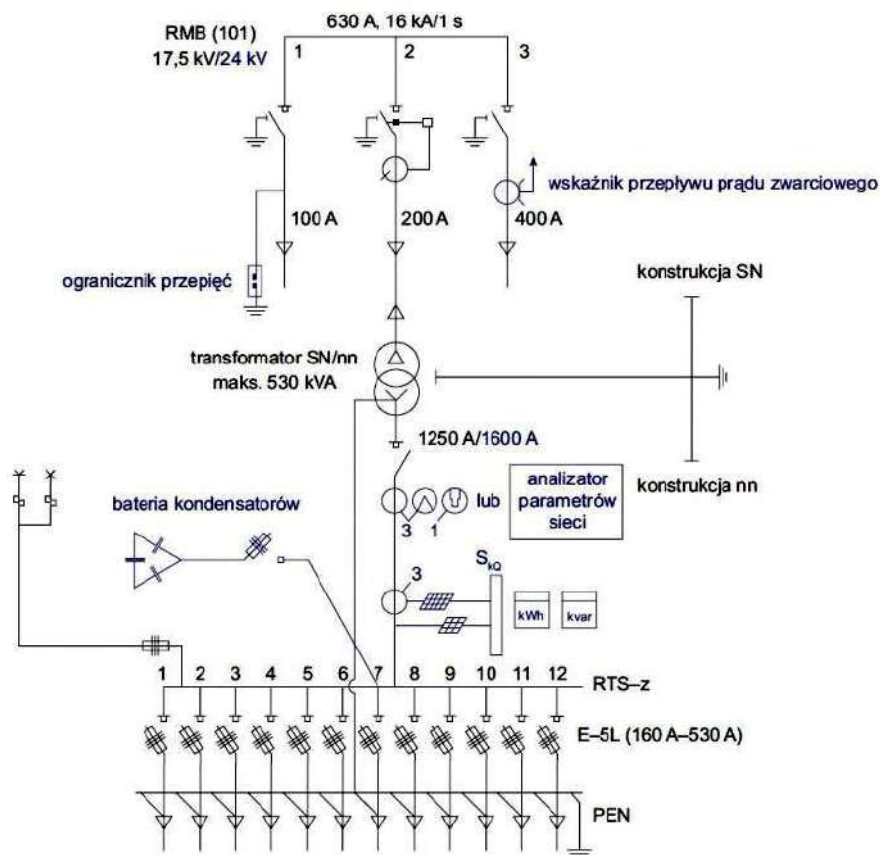 630 A, 16 kA/1 s
RMB (101)
17,5 kV/24 kV
1
2
3
wskaźnik przepływu prądu zwarciowego
100 A
200 A
400 A
ogranicznik przepięć
konstrukcja SN
transformator SN/nn
maks. 530 kVA
1250 A/1600 A
konstrukcja nn
lub
analizator
parametrów
sieci
3
1
bateria kondensatorów
S_kQ
3
kWh
kvar
1 2 3 4 5 6 7 8 9 10 11 12
RTS–z
E–5L (160 A–530 A)
PEN